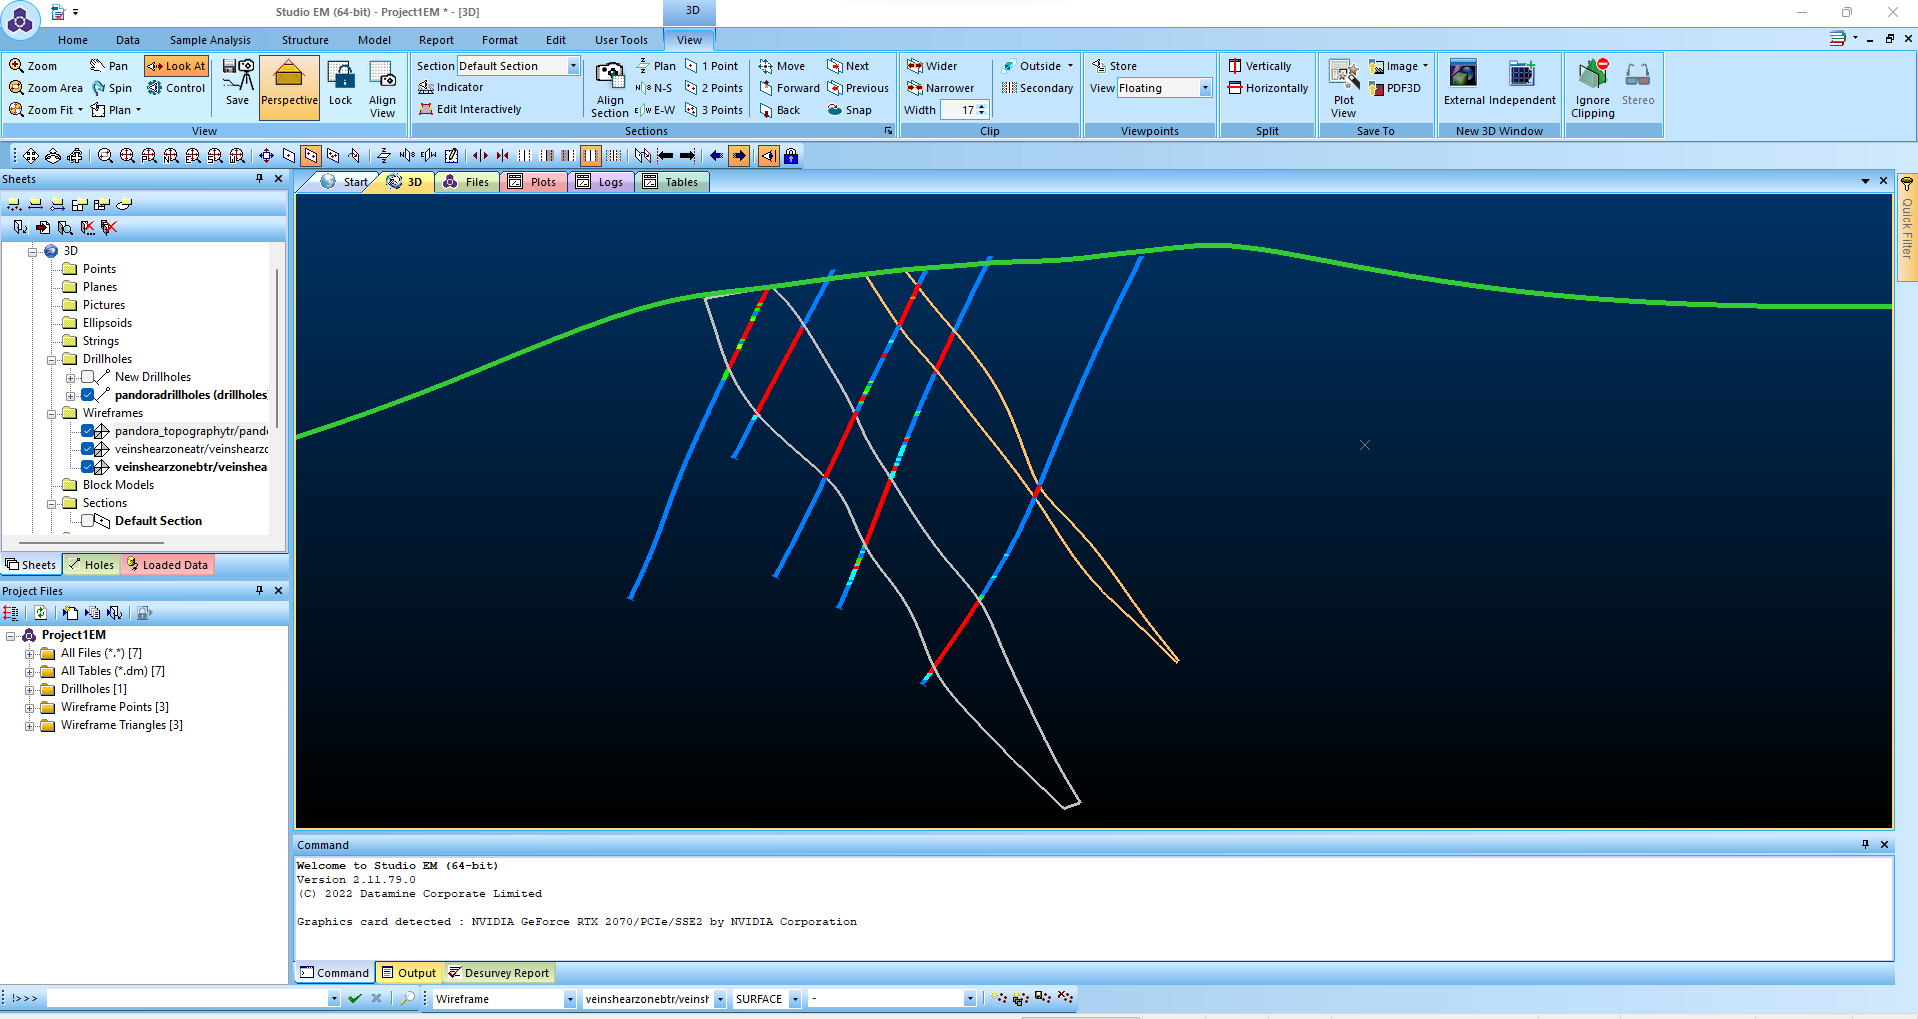 Studio EM (64-bit) - Project1EM * - [3D]
3D
Home Data Sample Analysis Structure Model Report Format Edit User Tools View
Zoom Pan Look At
Zoom Area Spin Control
Zoom Fit Plan
Save Perspective Lock Align View
View
Section Default Section
Indicator
Edit Interactively
Align Section
Plan 1 Point
N-S 2 Points
E-W 3 Points
Move Next
Forward Previous
Back Snap
Sections
Wider Outside
Narrower Secondary
Width 17
Clip
Store
View Floating
Viewpoints
Vertically
Horizontally
Split
Plot View
Image
PDF3D
Save To
External Independent
New 3D Window
Ignore Clipping Stereo
Sheets
Start 3D Files Plots Logs Tables
Quick Filter
3D
Points
Planes
Pictures
Ellipsoids
Strings
Drillholes
New Drillholes
pandoradrillholes (drillholes)
Wireframes
pandora_topographytr/pand
veinshearzoneatr/veinshearz
veinshearzonebtr/veinshea
Block Models
Sections
Default Section
Sheets Holes Loaded Data
Project Files
Project1EM
All Files (*.*) [7]
All Tables (*.dm) [7]
Drillholes [1]
Wireframe Points [3]
Wireframe Triangles [3]
Command
Welcome to Studio EM (64-bit)
Version 2.11.79.0
(C) 2022 Datamine Corporate Limited
Graphics card detected : NVIDIA GeForce RTX 2070/PCIe/SSE2 by NVIDIA Corporation
Command Output Desurvey Report
!>>> Wireframe veinshearzonebtr/veinsh SURFACE -